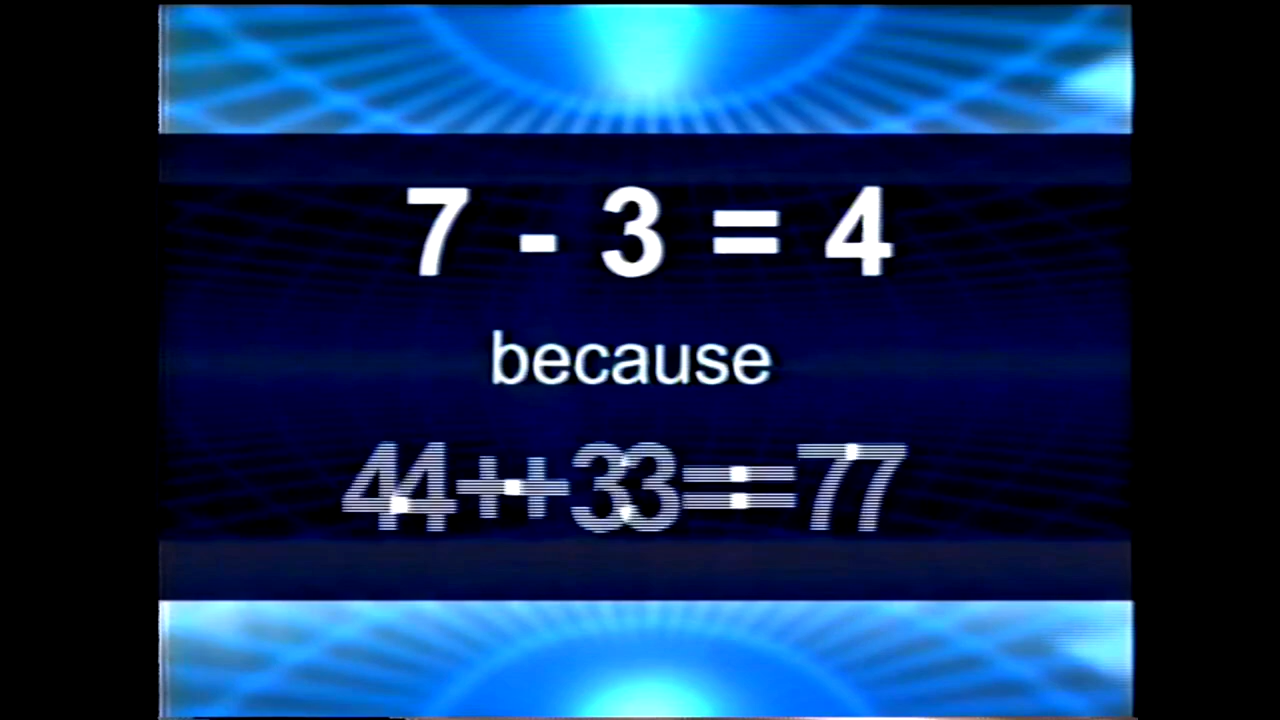 7 - 3 = 4
because
4 + 3 = 7